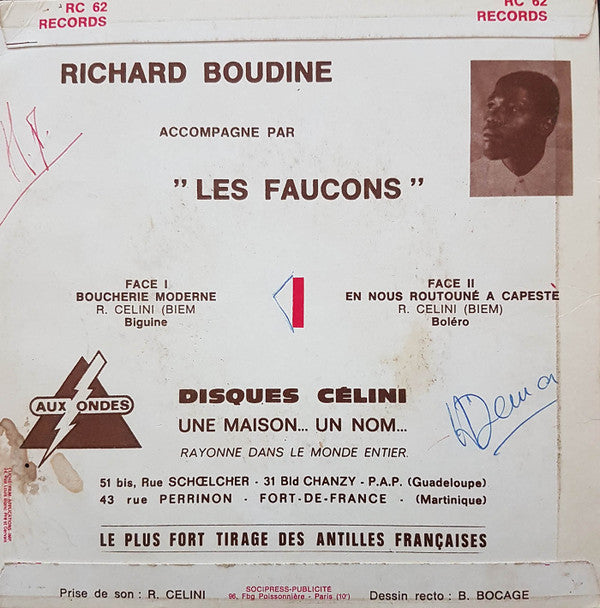 RC 62
RECORDS
RC 62
RECORDS
RICHARD BOUDINE
ACCOMPAGNE PAR
" LES FAUCONS "
FACE I
BOUCHERIE MODERNE
R. CELINI (BIEM
Biguine
FACE II
EN NOUS ROUTOUNÉ A CAPESTÈ
R. CELINI (BIEM)
Boléro
AUX ONDES
DISQUES CÉLINI
UNE MAISON... UN NOM...
RAYONNE DANS LE MONDE ENTIER.
51 bis, Rue SCHŒLCHER - 31 Bld CHANZY - P.A.P. (Guadeloupe)
43 rue PERRINON - FORT-DE-FRANCE - (Martinique)
LE PLUS FORT TIRAGE DES ANTILLES FRANÇAISES
Prise de son : R. CELINI
SOCIPRESS-PUBLICITÉ
96, Fbg Poissonnière - Paris (10')
Dessin recto : B. BOCAGE